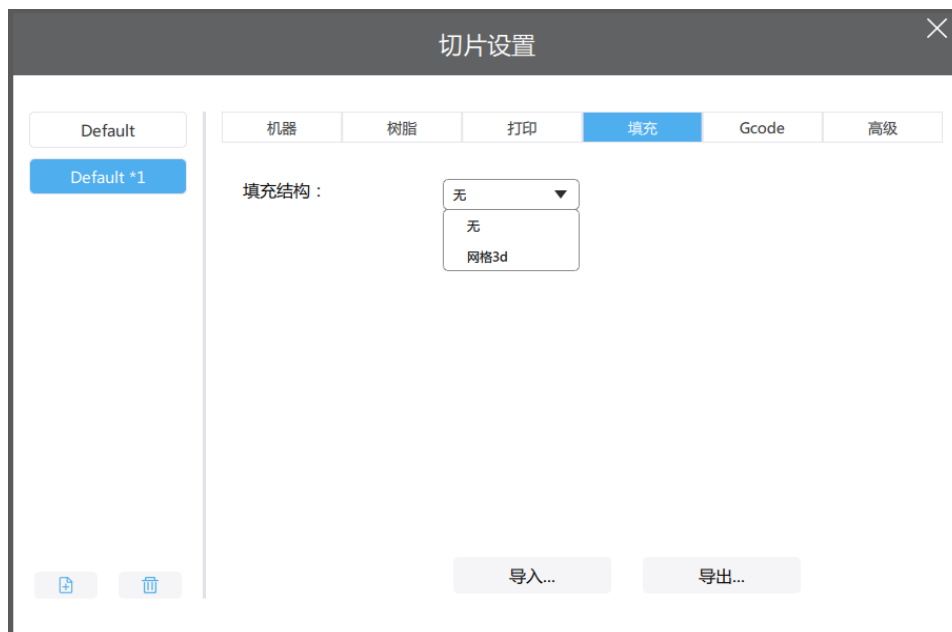 切片设置
Default
Default *1
机器 树脂 打印 填充 Gcode 高级
填充结构：
无
无
网格3d
导入...
导出...